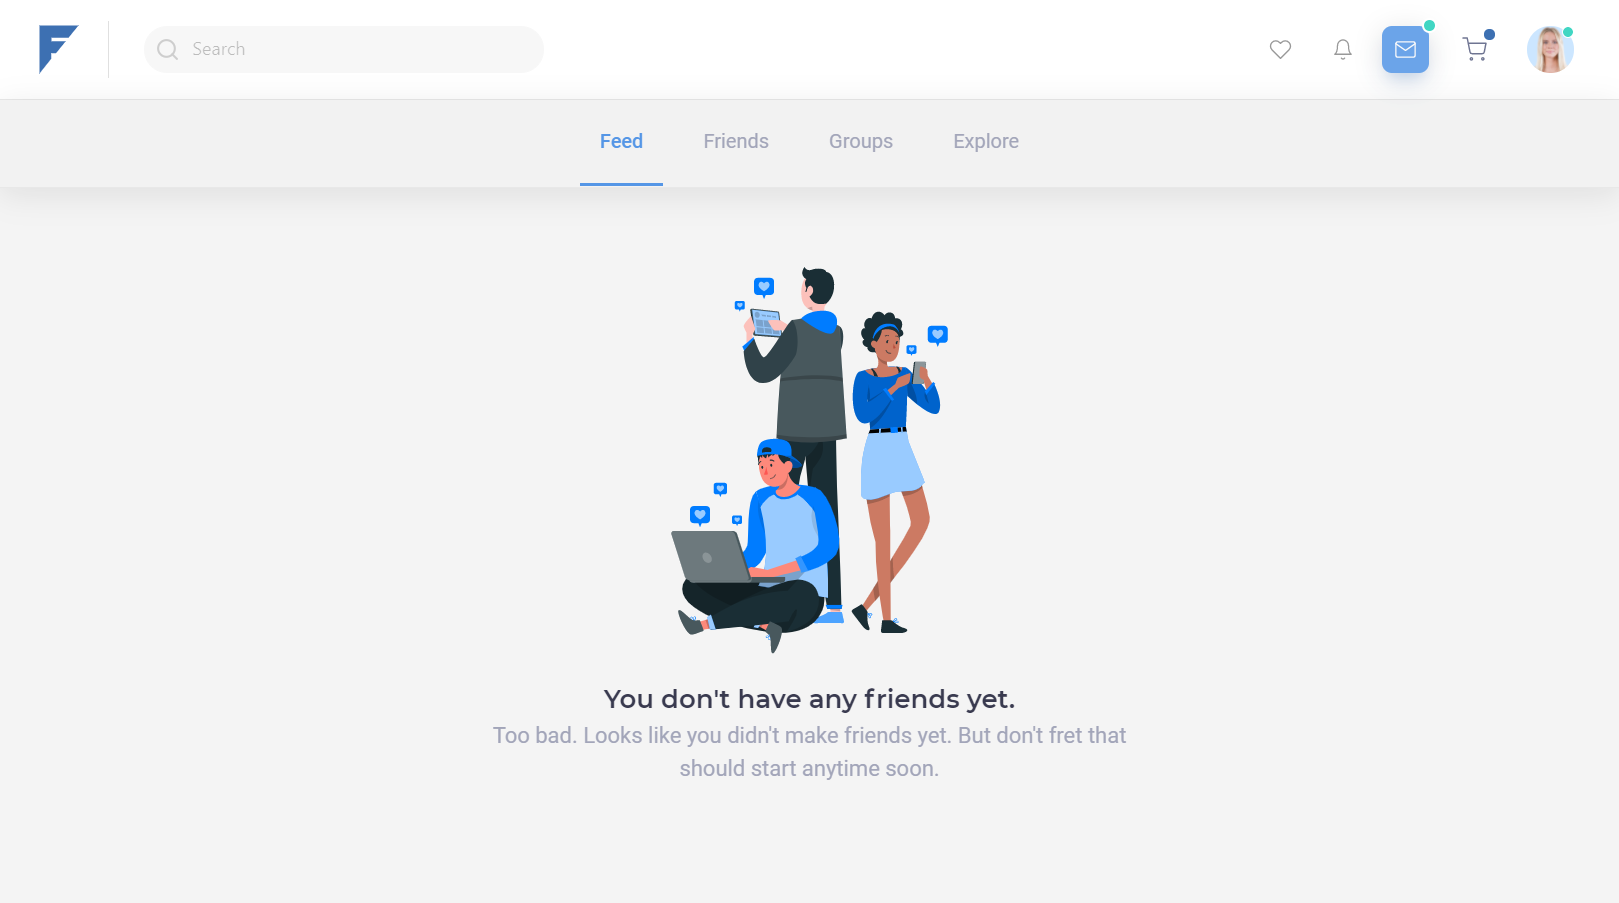 Search
Feed
Friends
Groups
Explore
You don't have any friends yet.
Too bad. Looks like you didn't make friends yet. But don't fret that
should start anytime soon.